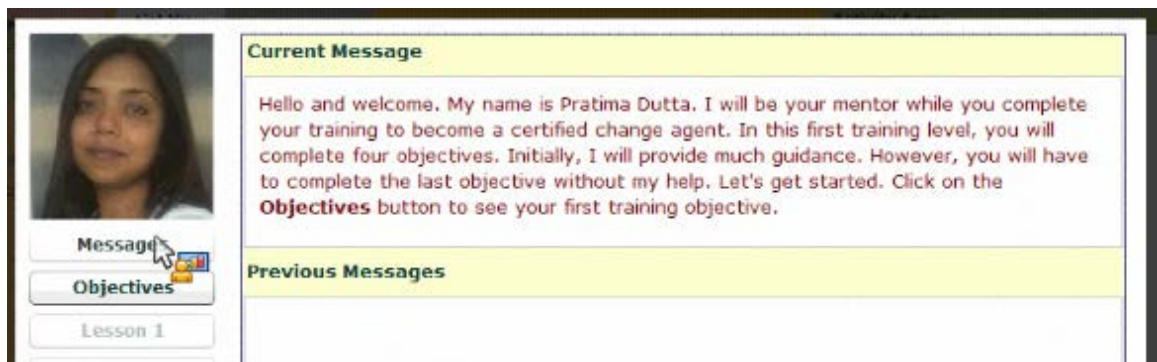 Current Message
Hello and welcome. My name is Pratima Dutta. I will be your mentor while you complete
your training to become a certified change agent. In this first training level, you will
complete four objectives. Initially, I will provide much guidance. However, you will have
to complete the last objective without my help. Let's get started. Click on the
Objectives button to see your first training objective.
Messages
Objectives
Lesson 1
Previous Messages